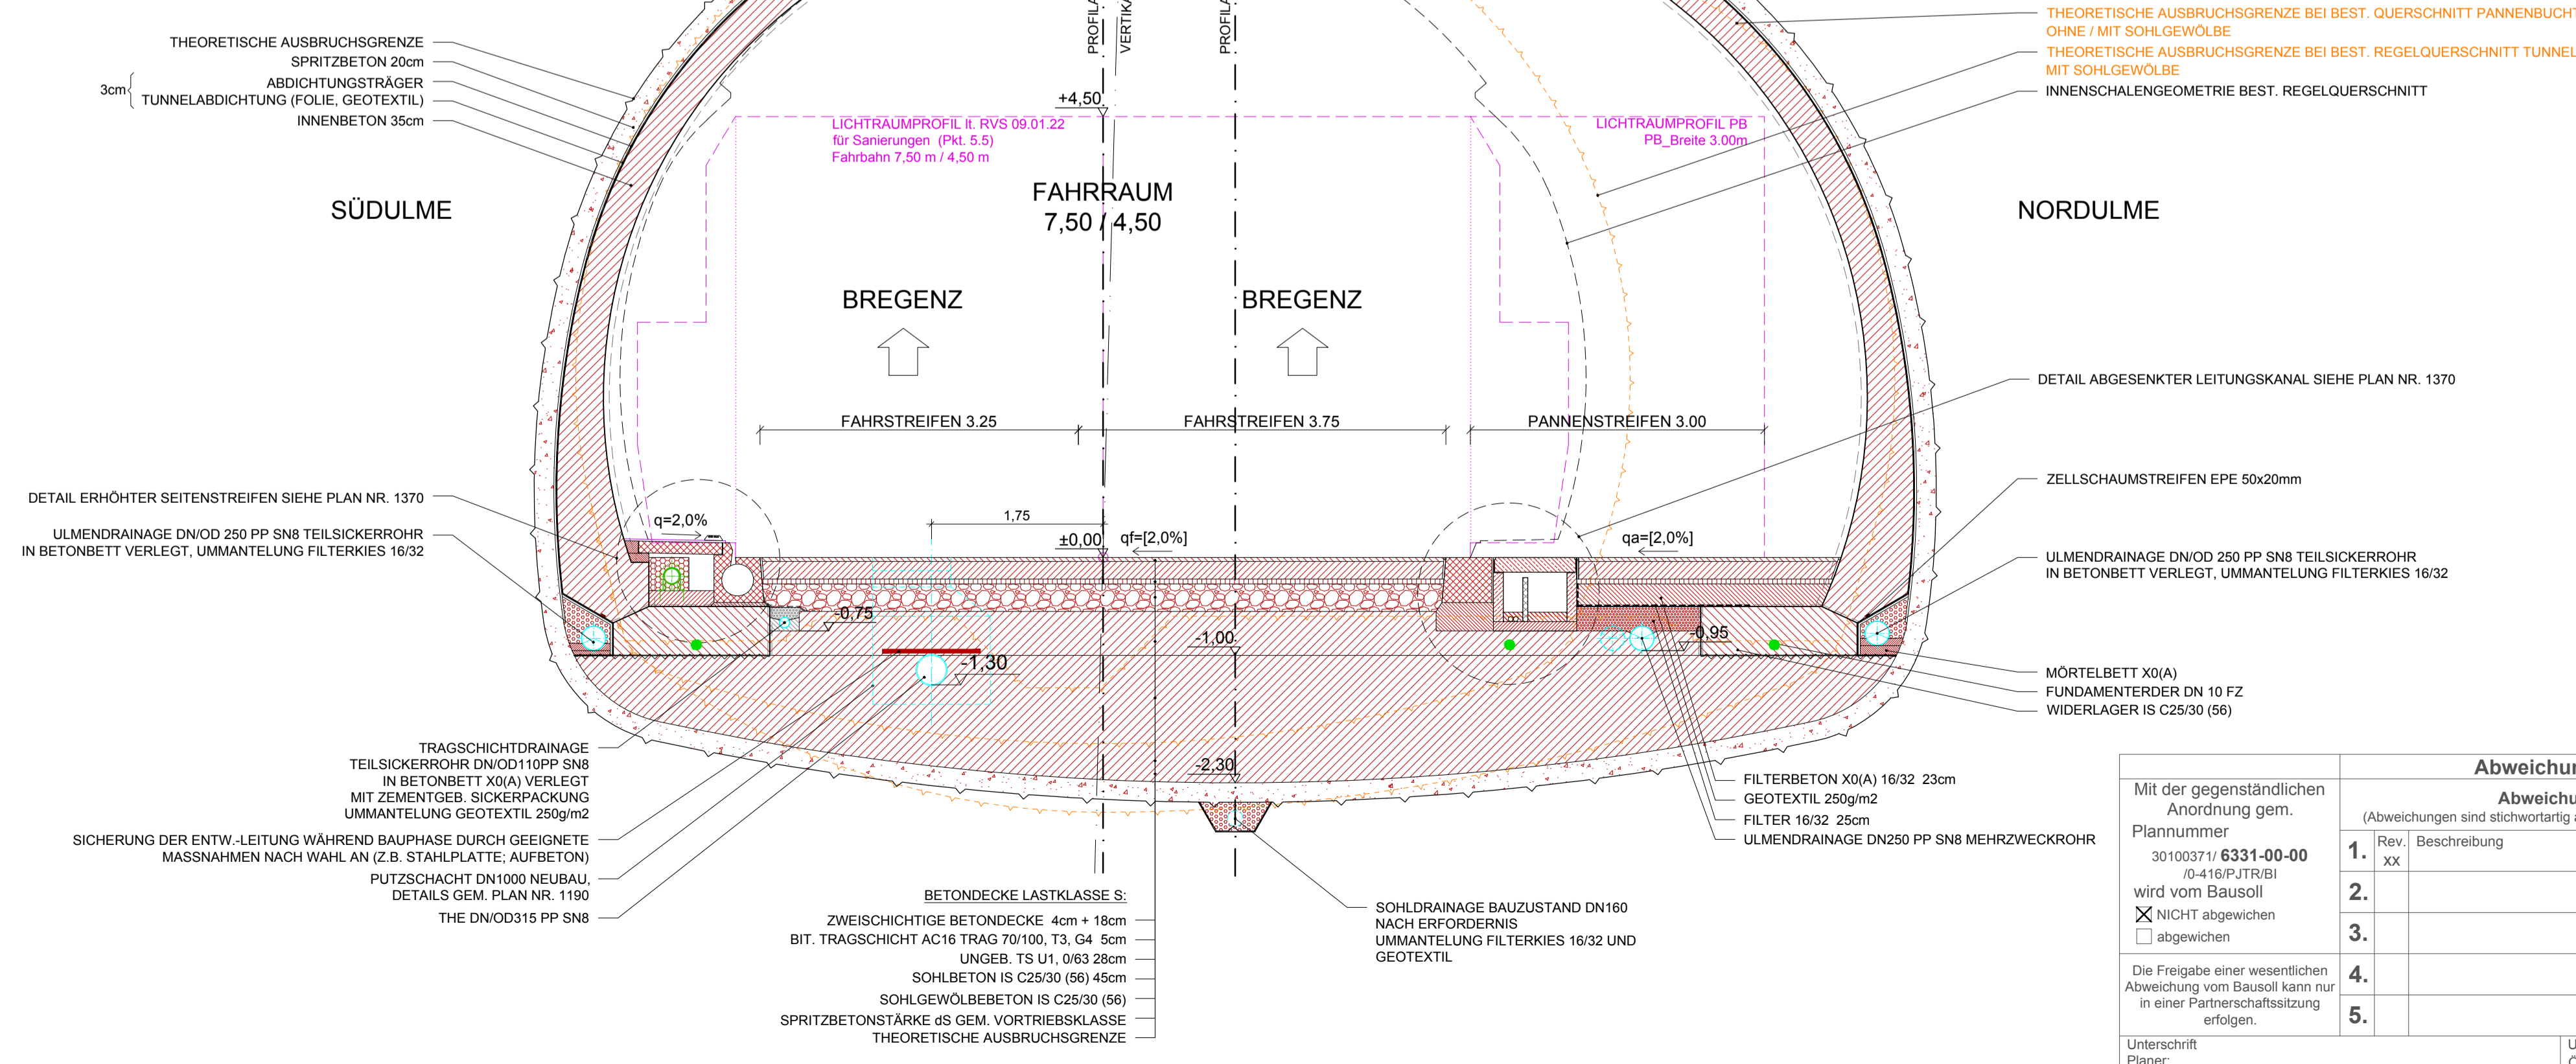 THEORETISCHE AUSBRUCHSGRENZE
SPRITZBETON 20cm
3cm
ABDICHTUNGSTRÄGER
TUNNELABDICHTUNG (FOLIE, GEOTEXTIL)
INNENBETON 35cm
SÜDULME
DETAIL ERHÖHTER SEITENSTREIFEN SIEHE PLAN NR. 1370
ULMENDRAINAGE DN/OD 250 PP SN8 TEILSICKERROHR
IN BETONBETT VERLEGT, UMMANTELUNG FILTERKIES 16/32
PROFILA
VERTIKA
PROFILA
+4,50
LICHTRAUMPROFIL lt. RVS 09.01.22
für Sanierungen (Pkt. 5.5)
Fahrbahn 7,50 m / 4,50 m
LICHTRAUMPROFIL PB
PB_Breite 3.00m
FAHRRAUM
7,50 / 4,50
BREGENZ
BREGENZ
FAHRSTREIFEN 3.25
FAHRSTREIFEN 3.75
PANNENSTREIFEN 3.00
q=2,0%
1,75
±0,00
qf=[2,0%]
qa=[2,0%]
-0,75
-1,00
-0,95
-1,30
-2,30
THEORETISCHE AUSBRUCHSGRENZE BEI BEST. QUERSCHNITT PANNENBUCHT
OHNE / MIT SOHLGEWÖLBE
THEORETISCHE AUSBRUCHSGRENZE BEI BEST. REGELQUERSCHNITT TUNNEL
MIT SOHLGEWÖLBE
INNENSCHALENGEOMETRIE BEST. REGELQUERSCHNITT
NORDULME
DETAIL ABGESENKTER LEITUNGSKANAL SIEHE PLAN NR. 1370
ZELLSCHAUMSTREIFEN EPE 50x20mm
ULMENDRAINAGE DN/OD 250 PP SN8 TEILSICKERROHR
IN BETONBETT VERLEGT, UMMANTELUNG FILTERKIES 16/32
MÖRTELBETT X0(A)
FUNDAMENTERDER DN 10 FZ
WIDERLAGER IS C25/30 (56)
TRAGSCHICHTDRAINAGE
TEILSICKERROHR DN/OD110PP SN8
IN BETONBETT X0(A) VERLEGT
MIT ZEMENTGEB. SICKERPACKUNG
UMMANTELUNG GEOTEXTIL 250g/m2
SICHERUNG DER ENTW.-LEITUNG WÄHREND BAUPHASE DURCH GEEIGNETE
MASSNAHMEN NACH WAHL AN (Z.B. STAHLPLATTE; AUFBETON)
PUTZSCHACHT DN1000 NEUBAU,
DETAILS GEM. PLAN NR. 1190
THE DN/OD315 PP SN8
BETONDECKE LASTKLASSE S:
ZWEISCHICHTIGE BETONDECKE 4cm + 18cm
BIT. TRAGSCHICHT AC16 TRAG 70/100, T3, G4 5cm
UNGEB. TS U1, 0/63 28cm
SOHLBETON IS C25/30 (56) 45cm
SOHLGEWÖLBEBETON IS C25/30 (56)
SPRITZBETONSTÄRKE dS GEM. VORTRIEBSKLASSE
THEORETISCHE AUSBRUCHSGRENZE
FILTERBETON X0(A) 16/32 23cm
GEOTEXTIL 250g/m2
FILTER 16/32 25cm
ULMENDRAINAGE DN250 PP SN8 MEHRZWECKROHR
SOHLDRAINAGE BAUZUSTAND DN160
NACH ERFORDERNIS
UMMANTELUNG FILTERKIES 16/32 UND
GEOTEXTIL
Abweichun
Mit der gegenständlichen
Anordnung gem.
Plannummer
30100371/ 6331-00-00
/0-416/PJTR/BI
wird vom Bausoll
NICHT abgewichen
abgewichen
Die Freigabe einer wesentlichen
Abweichung vom Bausoll kann nur
in einer Partnerschaftssitzung
erfolgen.
Abweichu
(Abweichungen sind stichwortartig a
1. Rev. Beschreibung
xx
2.
3.
4.
5.
Unterschrift
Planer: